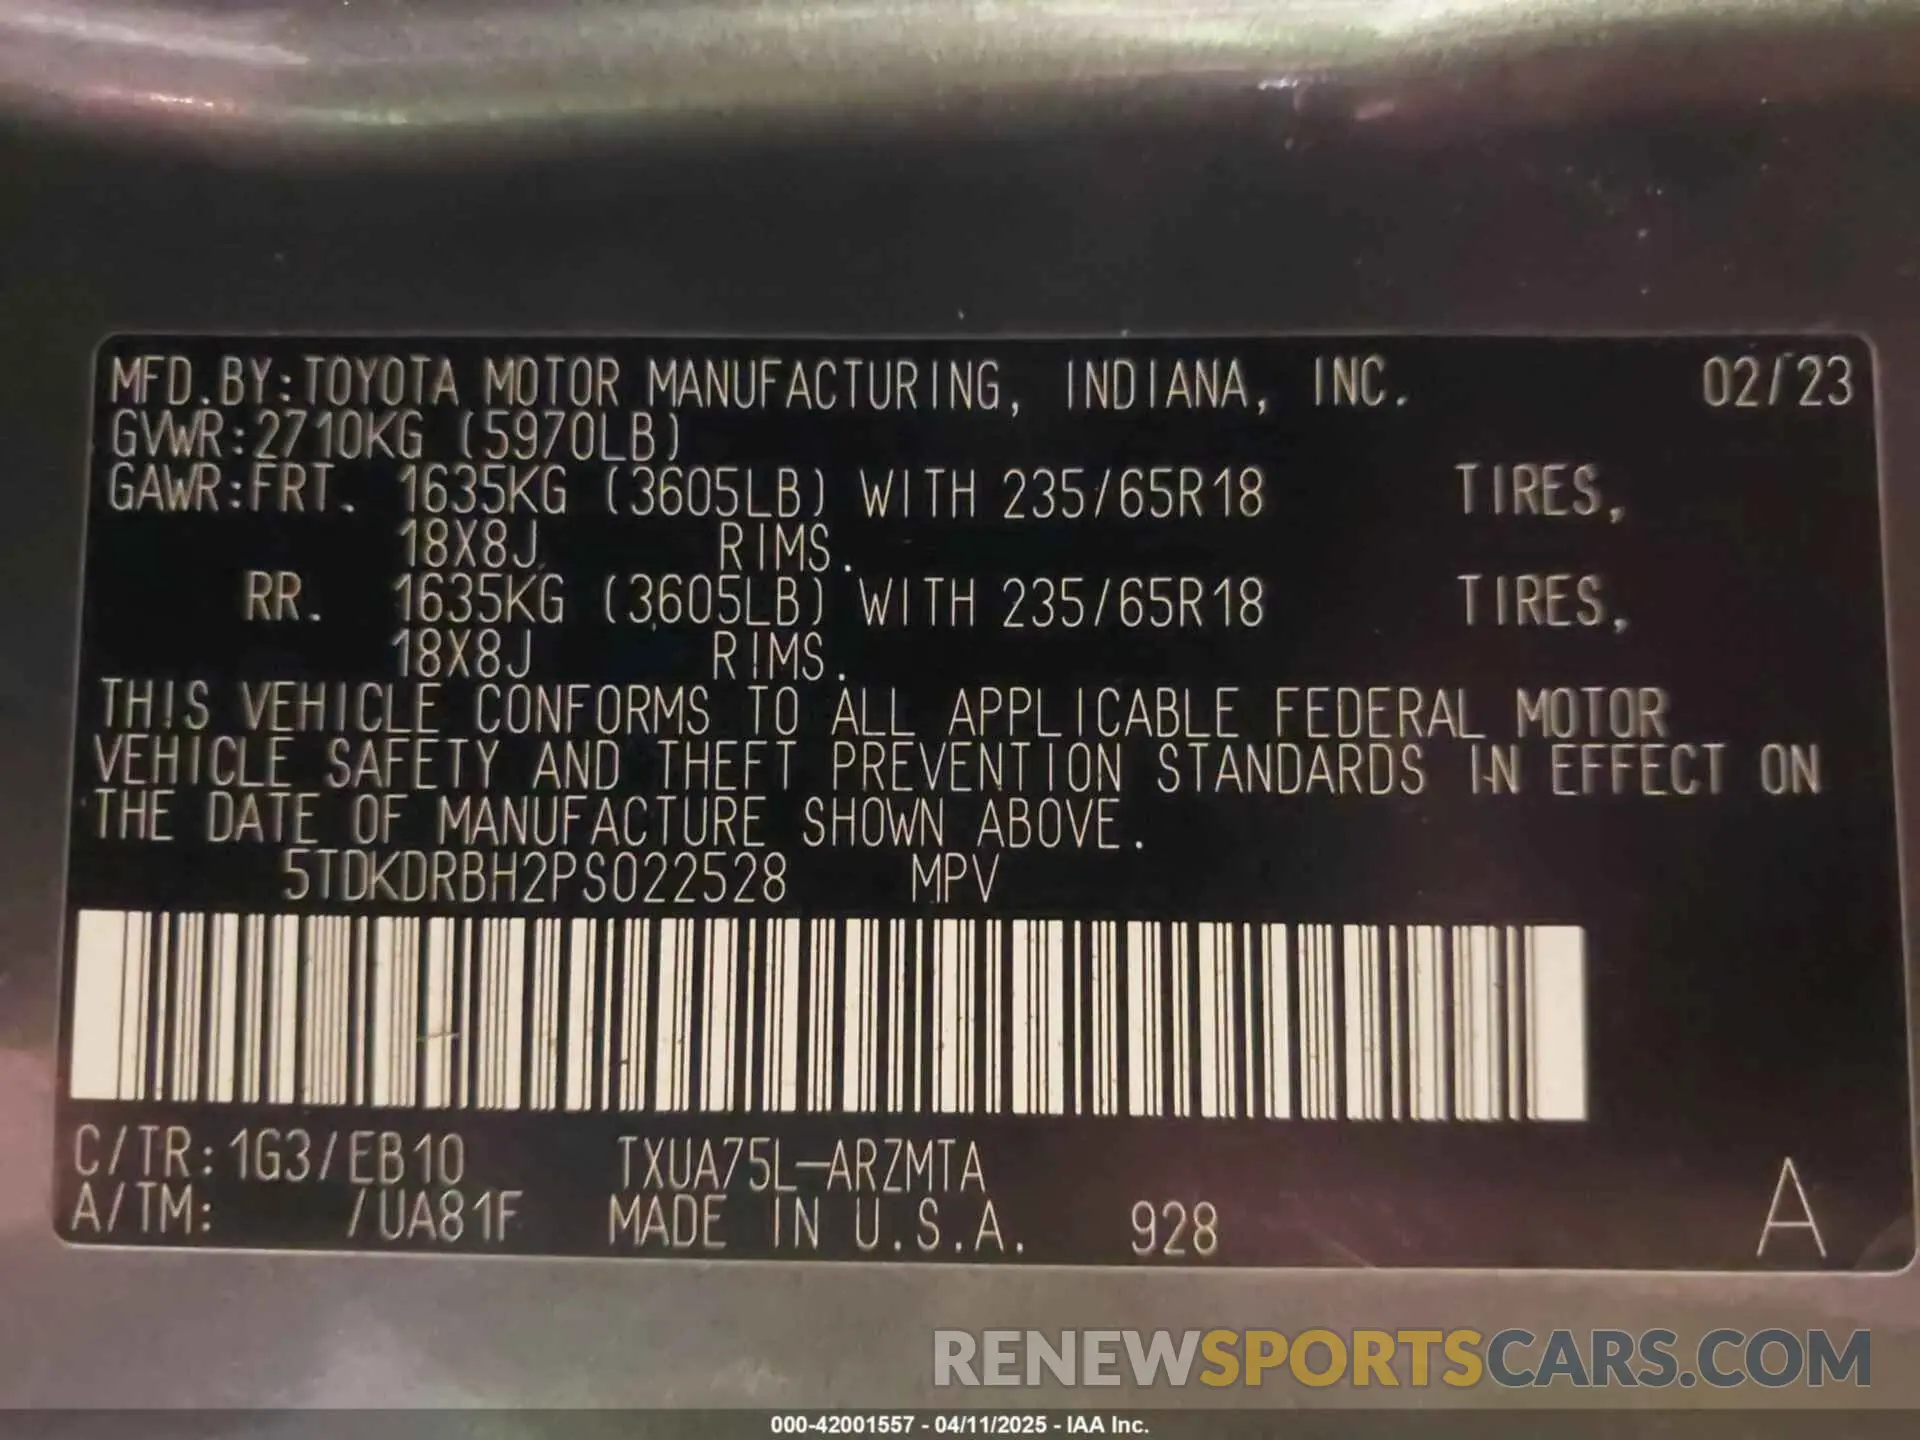 MFD.BY:TOYOTA MOTOR MANUFACTURING, INDIANA, INC. 02/23
GVWR:2710KG (5970LB)
GAWR:FRT. 1635KG (3605LB) WITH 235/65R18 TIRES,
18X8J RIMS.
RR. 1635KG (3605LB) WITH 235/65R18 TIRES,
18X8J RIMS.
THIS VEHICLE CONFORMS TO ALL APPLICABLE FEDERAL MOTOR
VEHICLE SAFETY AND THEFT PREVENTION STANDARDS IN EFFECT ON
THE DATE OF MANUFACTURE SHOWN ABOVE.
5TDKDRBH2PS022528 MPV
C/TR:1G3/EB10 TXUA75L-ARZMTA
A/TM: /UA81F MADE IN U.S.A. 928 A
RENEWSPORTSCARS.COM
000-42001557 - 04/11/2025 - IAA Inc.